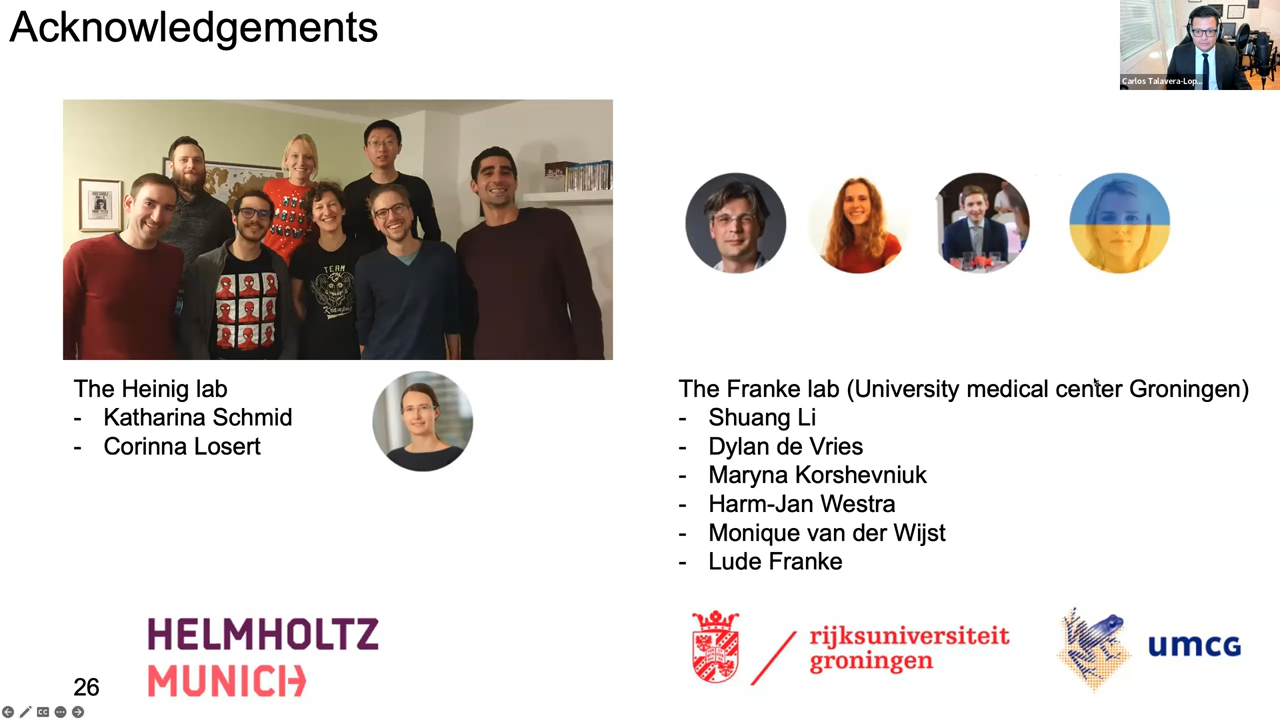 Acknowledgements
Carlos Talavera-Lop...
TEAM
The Heinig lab
- Katharina Schmid
- Corinna Losert
The Franke lab (University medical center Groningen)
- Shuang Li
- Dylan de Vries
- Maryna Korshevniuk
- Harm-Jan Westra
- Monique van der Wijst
- Lude Franke
HELMHOLTZ
MUNICH
rijksuniversiteit
groningen
umcg
26
CC